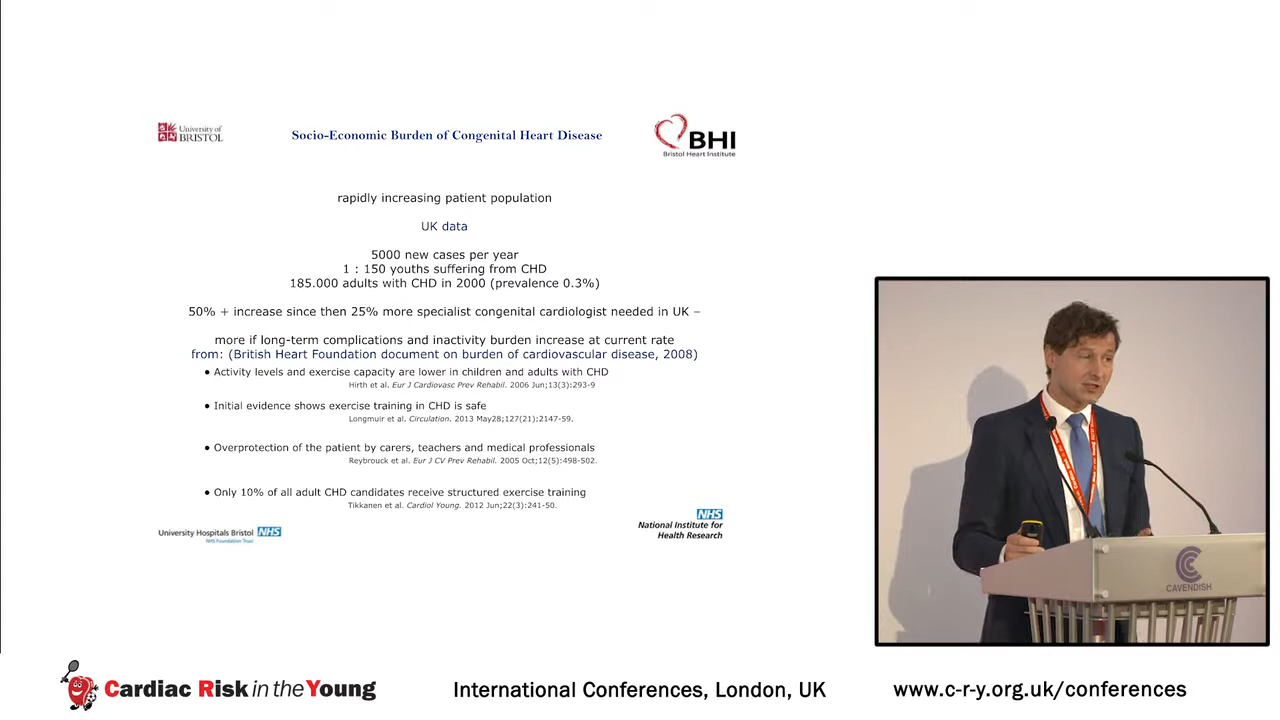 University of
BRISTOL
Socio-Economic Burden of Congenital Heart Disease
BHI
Bristol Heart Institute
rapidly increasing patient population
UK data
5000 new cases per year
1 : 150 youths suffering from CHD
185.000 adults with CHD in 2000 (prevalence 0.3%)
50% + increase since then 25% more specialist congenital cardiologist needed in UK –
more if long-term complications and inactivity burden increase at current rate
from: (British Heart Foundation document on burden of cardiovascular disease, 2008)
• Activity levels and exercise capacity are lower in children and adults with CHD
Hirth et al. Eur J Cardiovasc Prev Rehabil. 2006 Jun;13(3):293-9
• Initial evidence shows exercise training in CHD is safe
Longmuir et al. Circulation. 2013 May28;127(21):2147-59.
• Overprotection of the patient by carers, teachers and medical professionals
Reybrouck et al. Eur J CV Prev Rehabil. 2005 Oct;12(5):498-502.
• Only 10% of all adult CHD candidates receive structured exercise training
Tikkanen et al. Cardiol Young. 2012 Jun;22(3):241-50.
University Hospitals Bristol NHS
NHS Foundation Trust
NHS
National Institute for
Health Research
CAVENDISH
Cardiac Risk in the Young
International Conferences, London, UK
www.c-r-y.org.uk/conferences